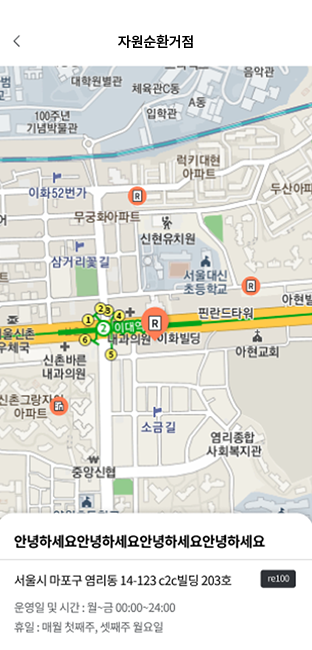 자원순환거점
음악관
대학원별관
체육관C동
A동
100주년
기념박물관
입학관
럭키대현
아파트
이화52번가
두산아파
R
무궁화아파트
신현유치원
삼거리꽃길
서울대신
초등학교
R
아현빌
핀란드타워
1
2
3
4
2
이대역
R
6
5
내과의원
이화빌딩
울신촌
우체국
신촌바른
내과의원
아현교회
신촌그랑자이
아파트
소금길
염리종합
사회복지관
중앙신협
안녕하세요안녕하세요안녕하세요안녕하세요
서울시 마포구 염리동 14-123 c2c빌딩 203호
re100
운영일 및 시간 : 월~금 00:00~24:00
휴일 : 매월 첫째주, 셋째주 월요일